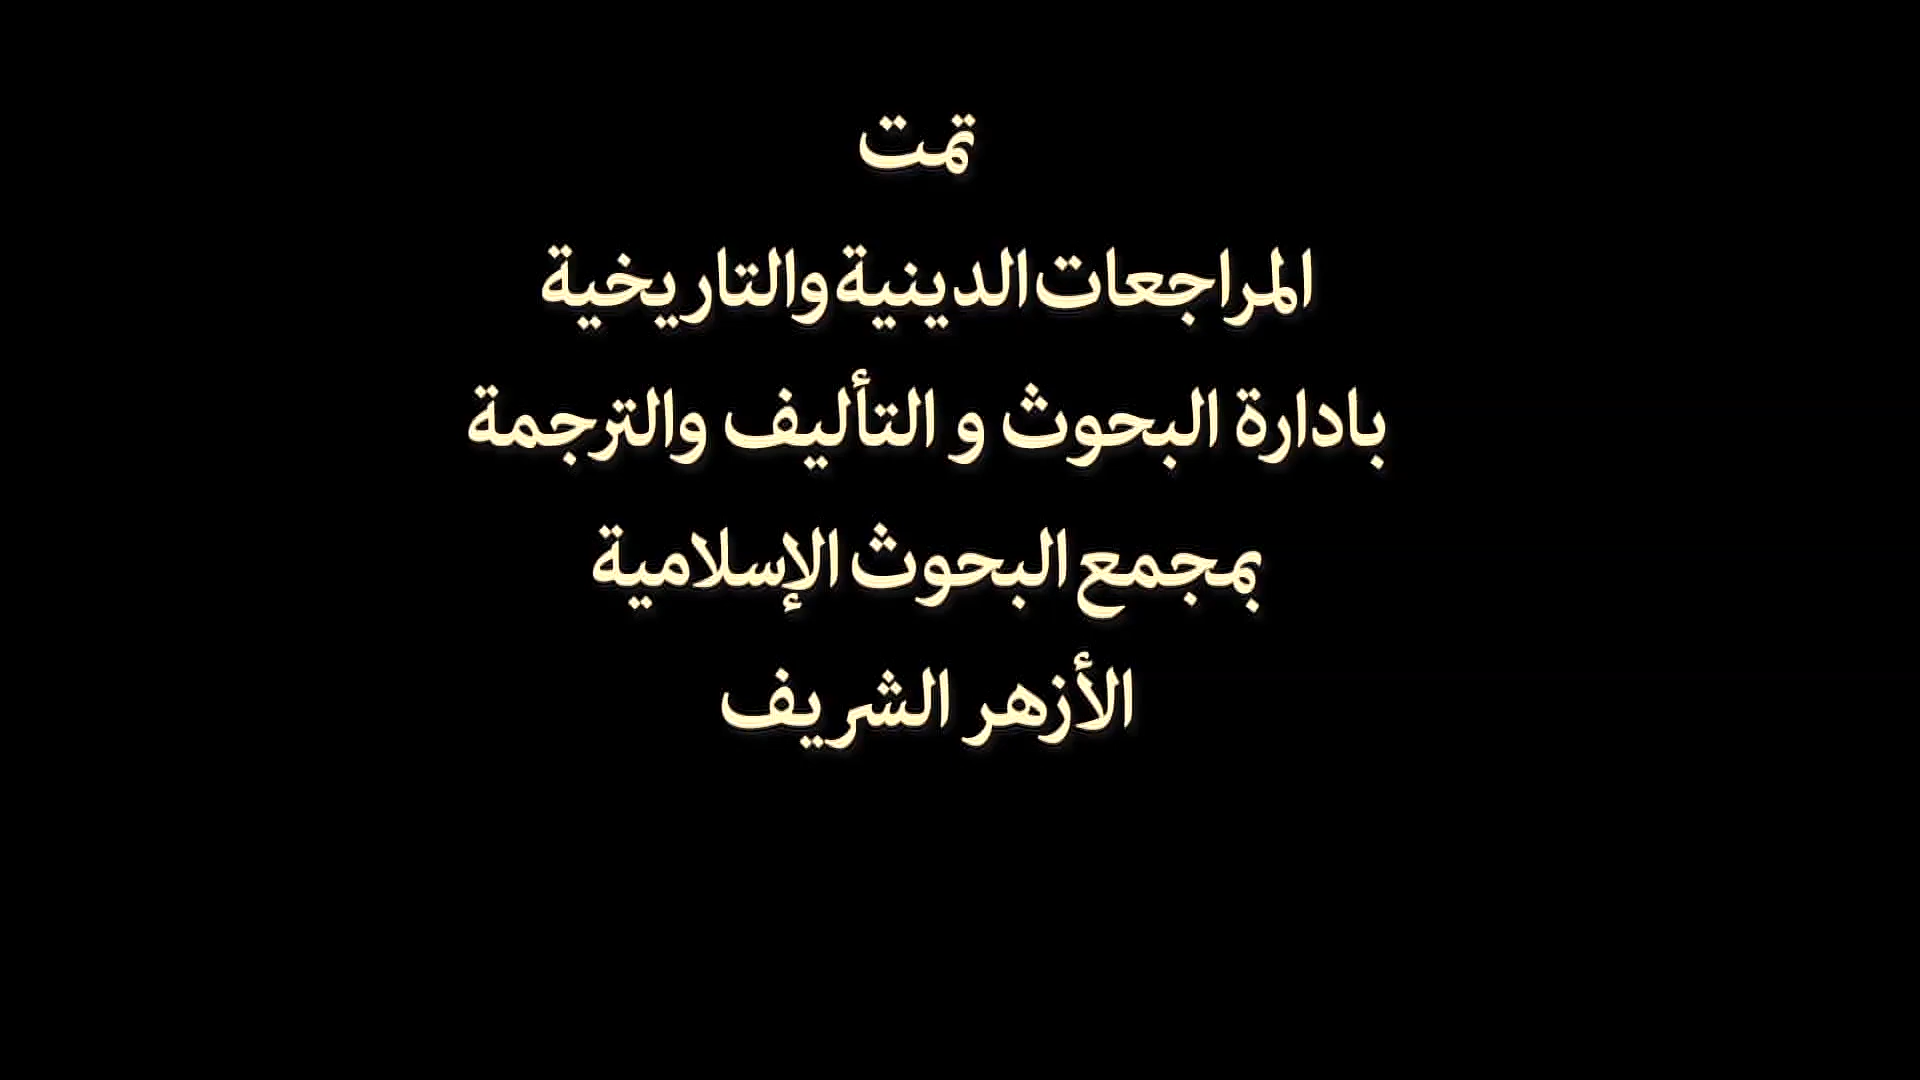 تمت
المراجعات الدينية والتاريخية
بادارة البحوث و التأليف والترجمة
بمجمع البحوث الإسلامية
الأزهر الشريف